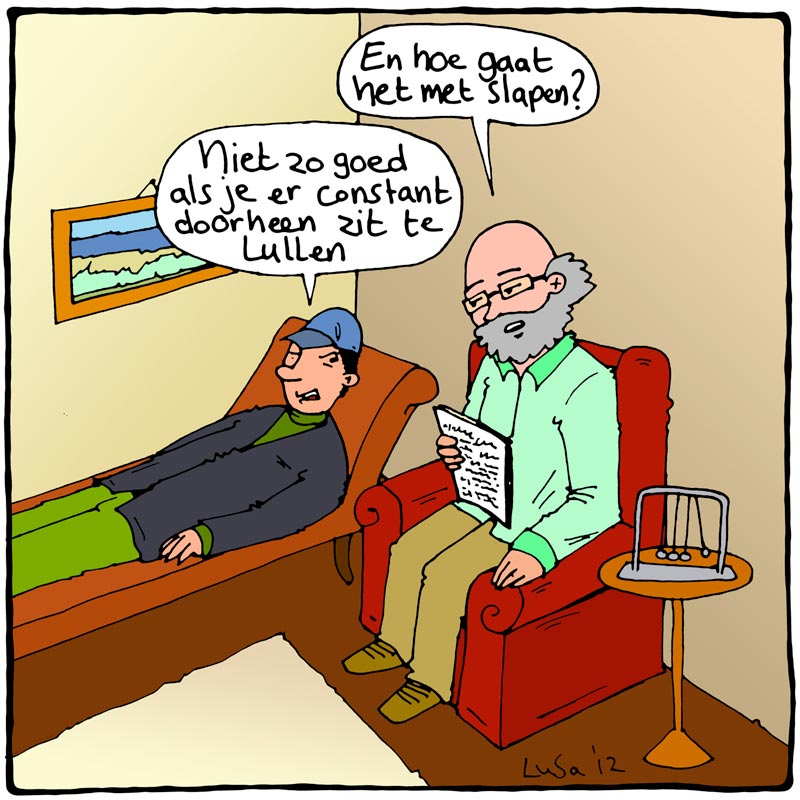 En hoe gaat
het met slapen?
Niet zo goed
als je er constant
doorheen zit te
Lullen
LuSa '12